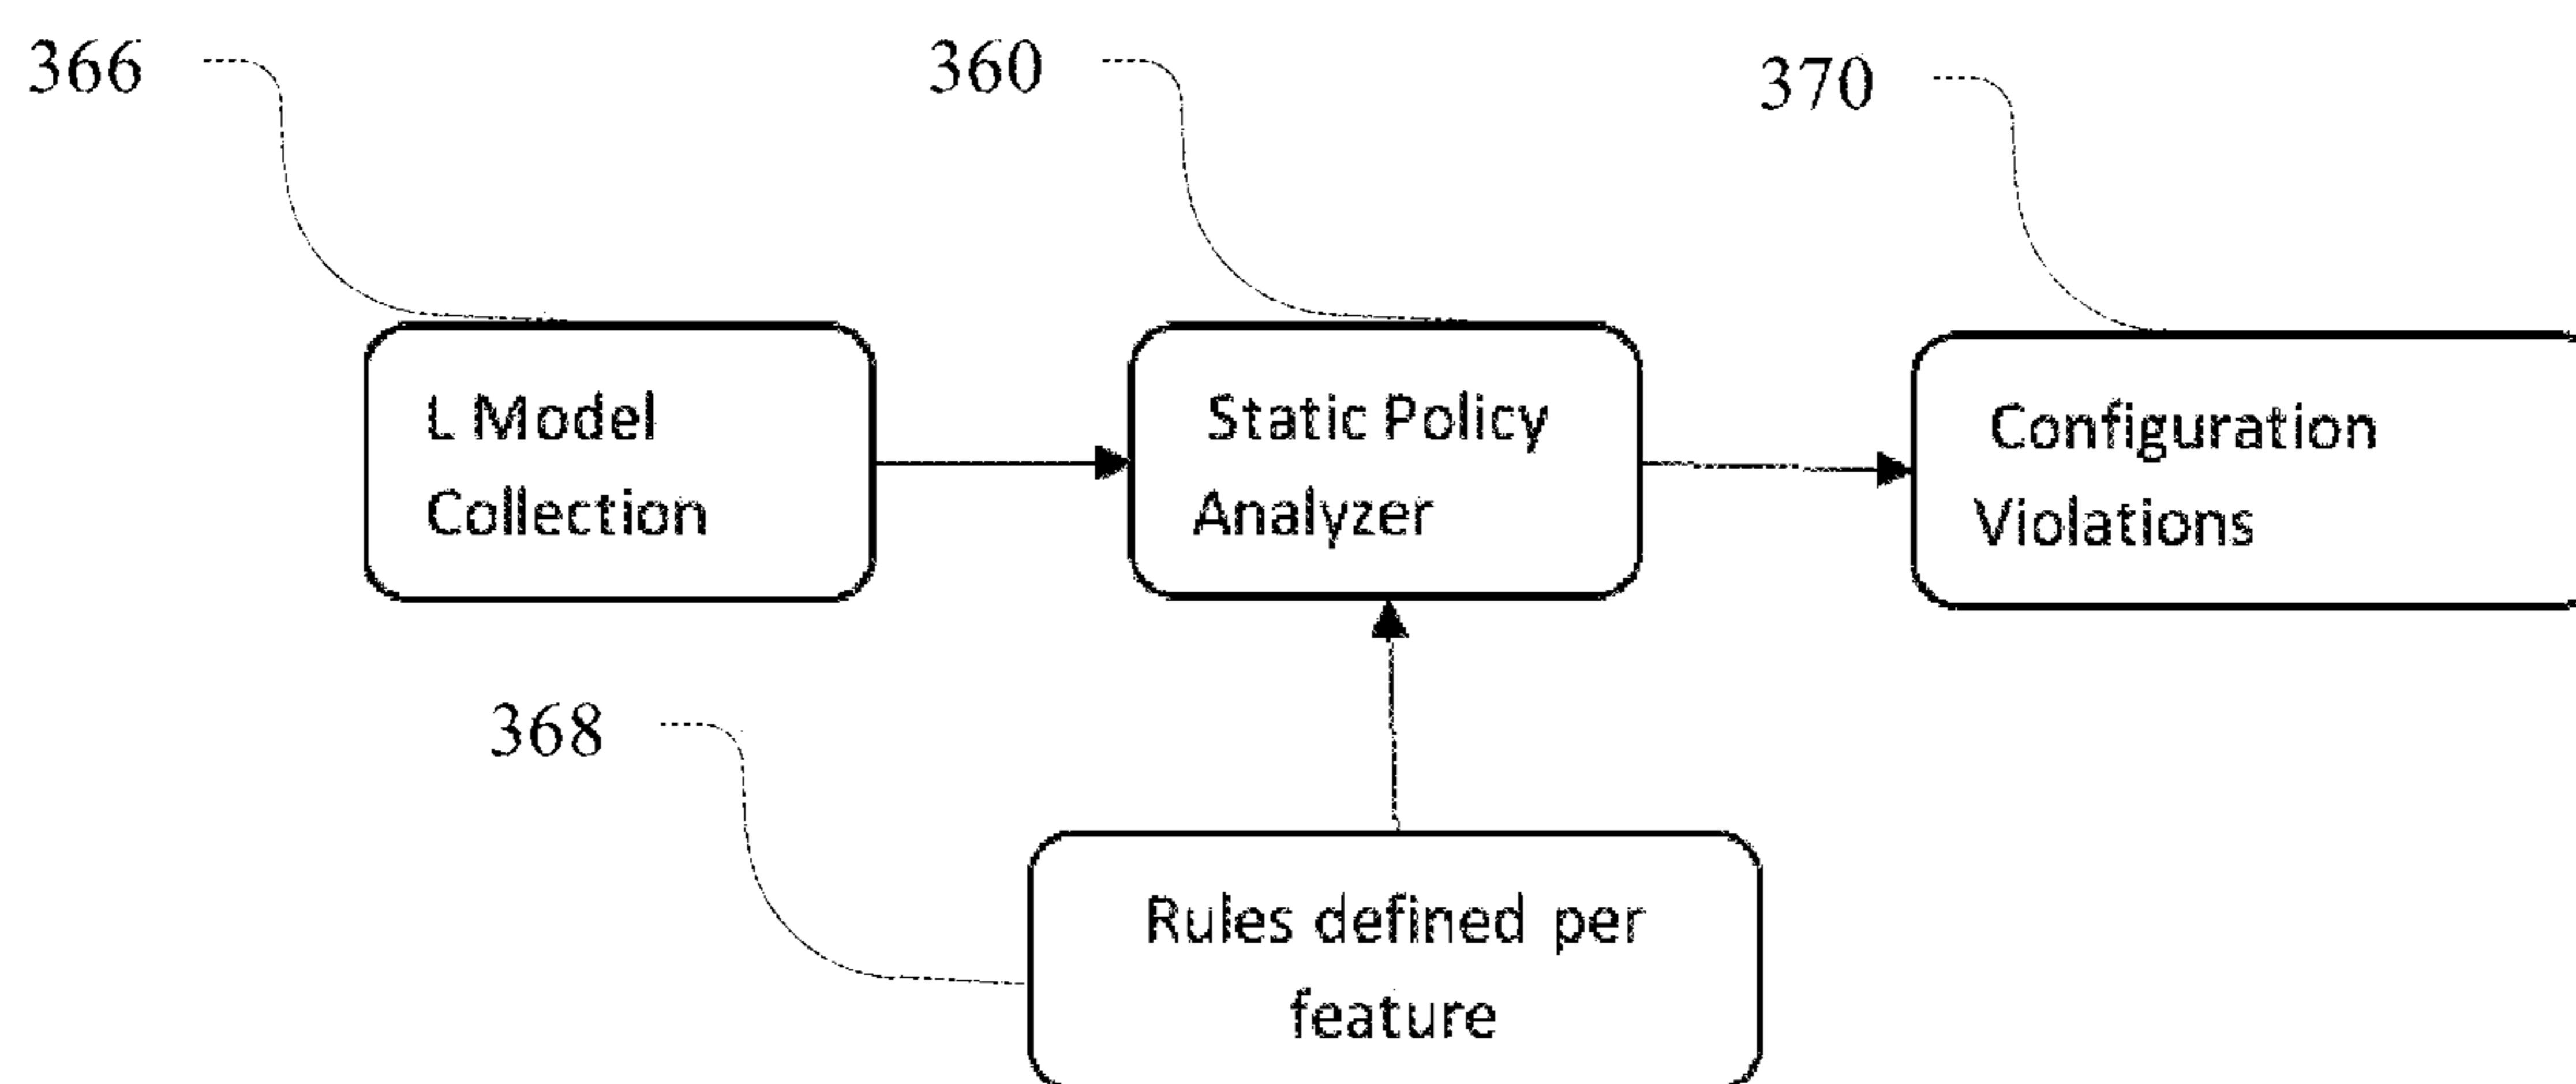 366
360
370
L Model
Collection
Static Policy
Analyzer
Configuration
Violations
368
Rules defined per
feature